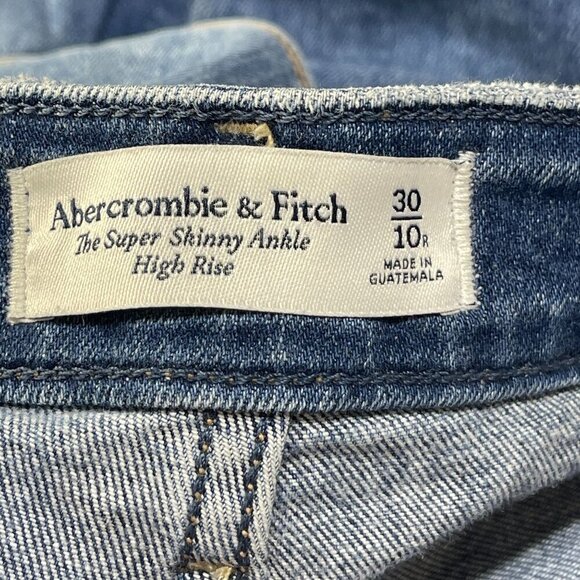 Abercrombie & Fitch
The Super Skinny Ankle
High Rise
30
10R
MADE IN
GUATEMALA